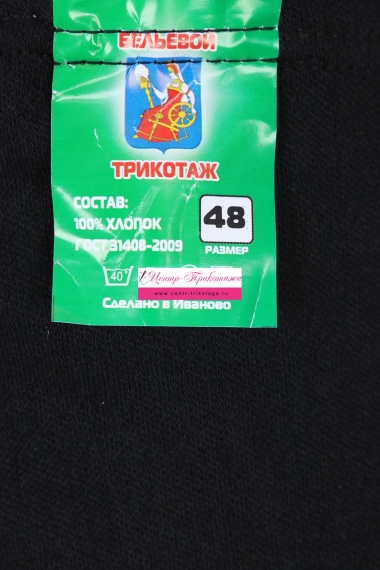 БЕЛЬЕВОЙ
ТРИКОТАЖ
СОСТАВ:
100% ХЛОПОК
ГОСТ 31408-2009
48
РАЗМЕР
40°
Центр Трикотажа
www.centr-trikotage.ru
Сделано в Иваново